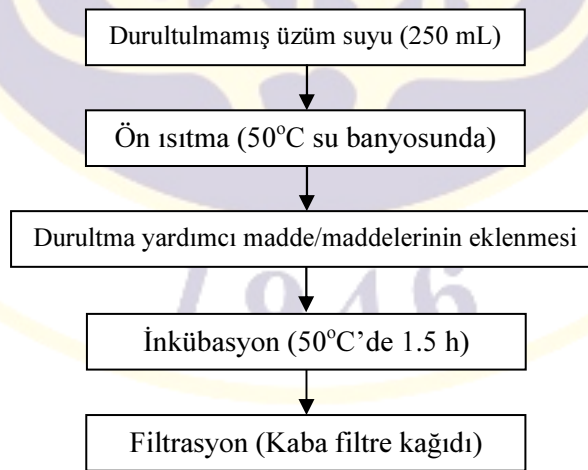 Durultulmamış üzüm suyu (250 mL)
Ön ısıtma (50°C su banyosunda)
Durultma yardımcı madde/maddelerinin eklenmesi
1946
İnkübasyon (50°C’de 1.5 h)
Filtrasyon (Kaba filtre kağıdı)